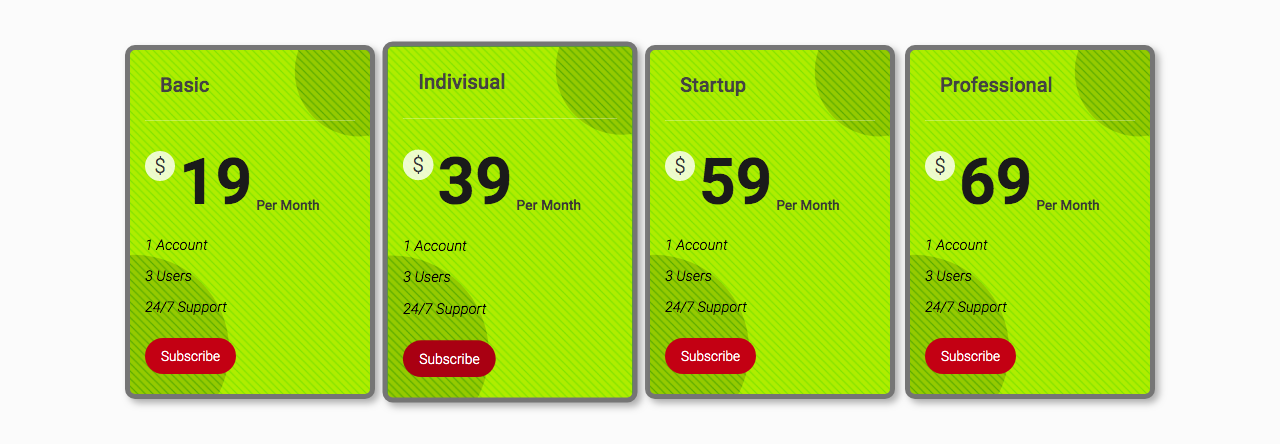 Basic
$ 19 Per Month
1 Account
3 Users
24/7 Support
Subscribe
Indivisual
$ 39 Per Month
1 Account
3 Users
24/7 Support
Subscribe
Startup
$ 59 Per Month
1 Account
3 Users
24/7 Support
Subscribe
Professional
$ 69 Per Month
1 Account
3 Users
24/7 Support
Subscribe